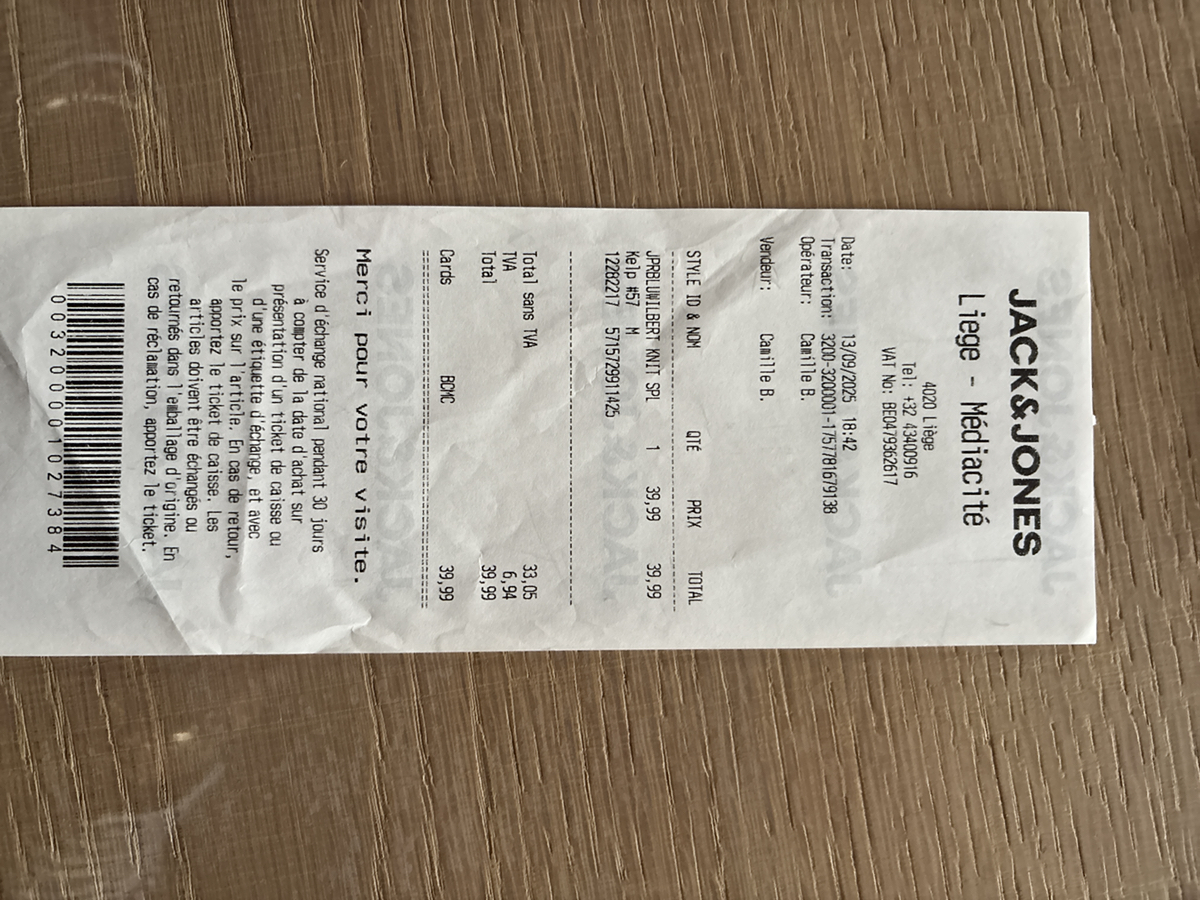 JACK&JONES
Liege - Médiacité
4020 Liège
Tel: +32 43400916
VAT No: BE0479362617
Date: 13/09/2025 18:42
Transaction: 3200-3200001-1757781679138
Opérateur: Camille B.
Vendeur: Camille B.
STYLE ID & NOM QTÉ PRIX TOTAL
JPRBLUWILBERT KNIT SPL 1 39,99 39,99
Kelp #57 M
12282217 5715729911425
Total sans TVA 33,05
TVA 6,94
Total 39,99
Cards BCMC 39,99
Merci pour votre visite.
Service d'échange national pendant 30 jours
à compter de la date d'achat sur
présentation d'un ticket de caisse ou
d'une étiquette d'échange, et avec
le prix sur l'article. En cas de retour,
apportez le ticket de caisse. Les
articles doivent être échangés ou
retournés dans l'emballage d'origine. En
cas de réclamation, apportez le ticket.
003200001027384